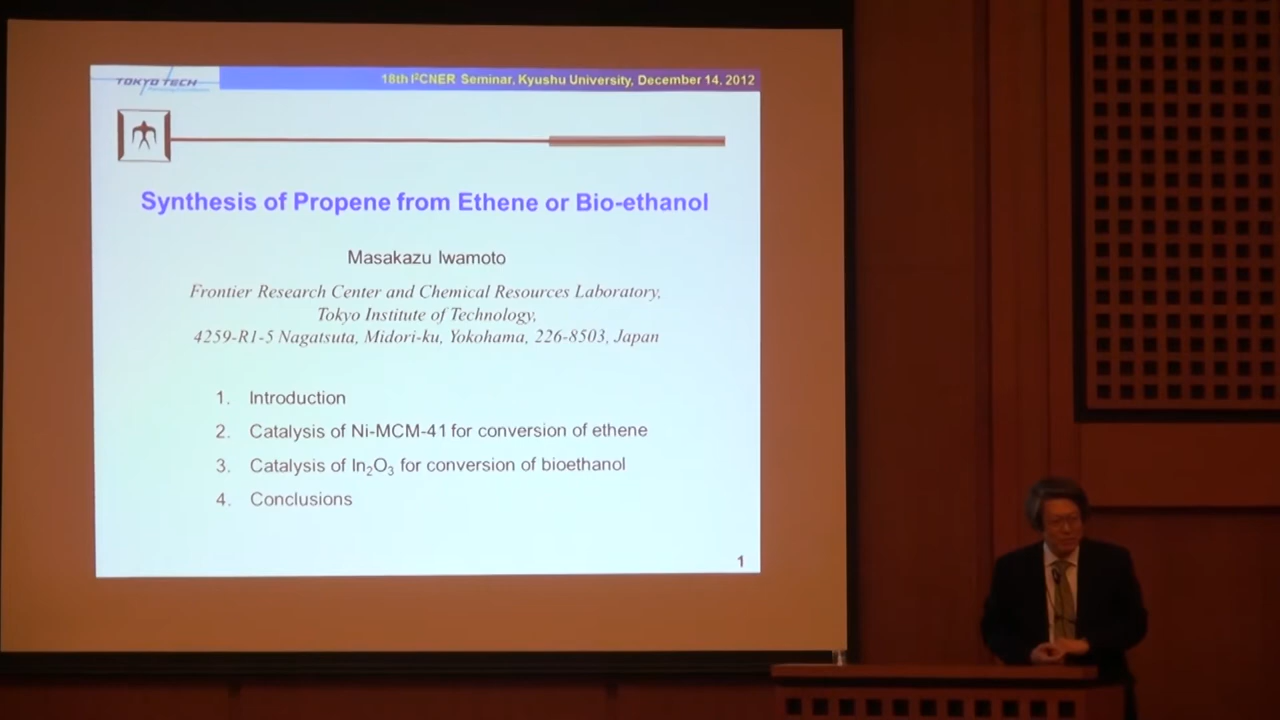 TOKYO TECH
18th I²CNER Seminar, Kyushu University, December 14, 2012
Synthesis of Propene from Ethene or Bio-ethanol
Masakazu Iwamoto
Frontier Research Center and Chemical Resources Laboratory,
Tokyo Institute of Technology,
4259-R1-5 Nagatsuta, Midori-ku, Yokohama, 226-8503, Japan
1. Introduction
2. Catalysis of Ni-MCM-41 for conversion of ethene
3. Catalysis of In₂O₃ for conversion of bioethanol
4. Conclusions
1